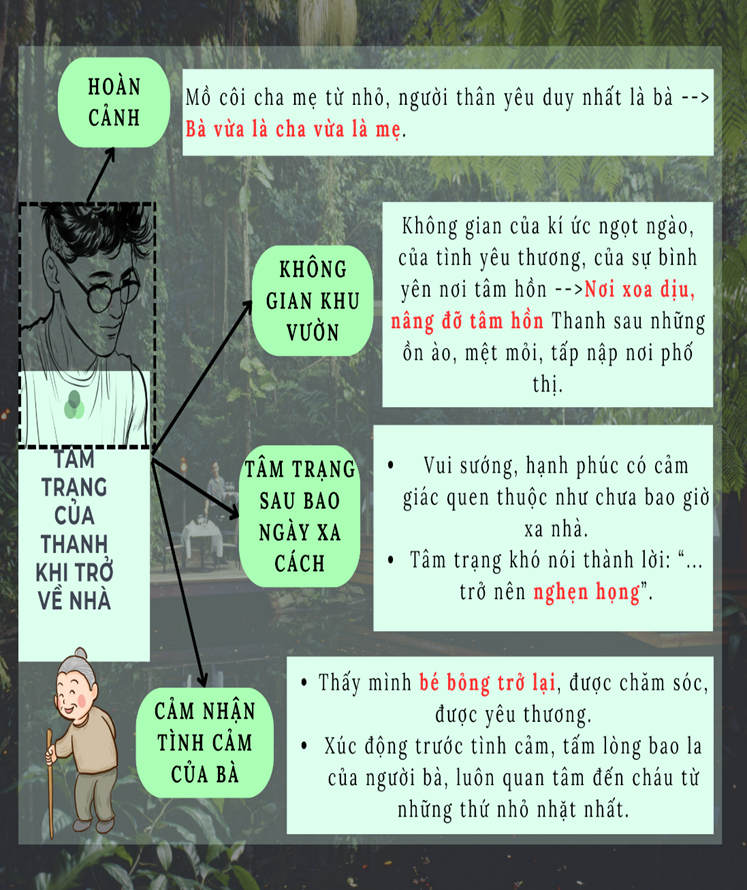 HOÀN
CẢNH
Mồ côi cha mẹ từ nhỏ, người thân yêu duy nhất là bà -->
Bà vừa là cha vừa là mẹ.
KHÔNG
GIAN KHU
VƯỜN
Không gian của kí ức ngọt ngào,
của tình yêu thương, của sự bình
yên nơi tâm hồn -->Nơi xoa dịu,
nâng đỡ tâm hồn Thanh sau những
ồn ào, mệt mỏi, tấp nập nơi phố
thị.
TÂM
TRẠNG
CỦA
THANH
KHI TRỞ
VỀ NHÀ
TÂM TRẠNG
SAU BAO
NGÀY XA
CÁCH
• Vui sướng, hạnh phúc có cảm
giác quen thuộc như chưa bao giờ
xa nhà.
• Tâm trạng khó nói thành lời: “...
trở nên nghẹn họng”.
CẢM NHẬN
TÌNH CẢM
CỦA BÀ
• Thấy mình bé bỏng trở lại, được chăm sóc,
được yêu thương.
• Xúc động trước tình cảm, tấm lòng bao la
của người bà, luôn quan tâm đến cháu từ
những thứ nhỏ nhặt nhất.